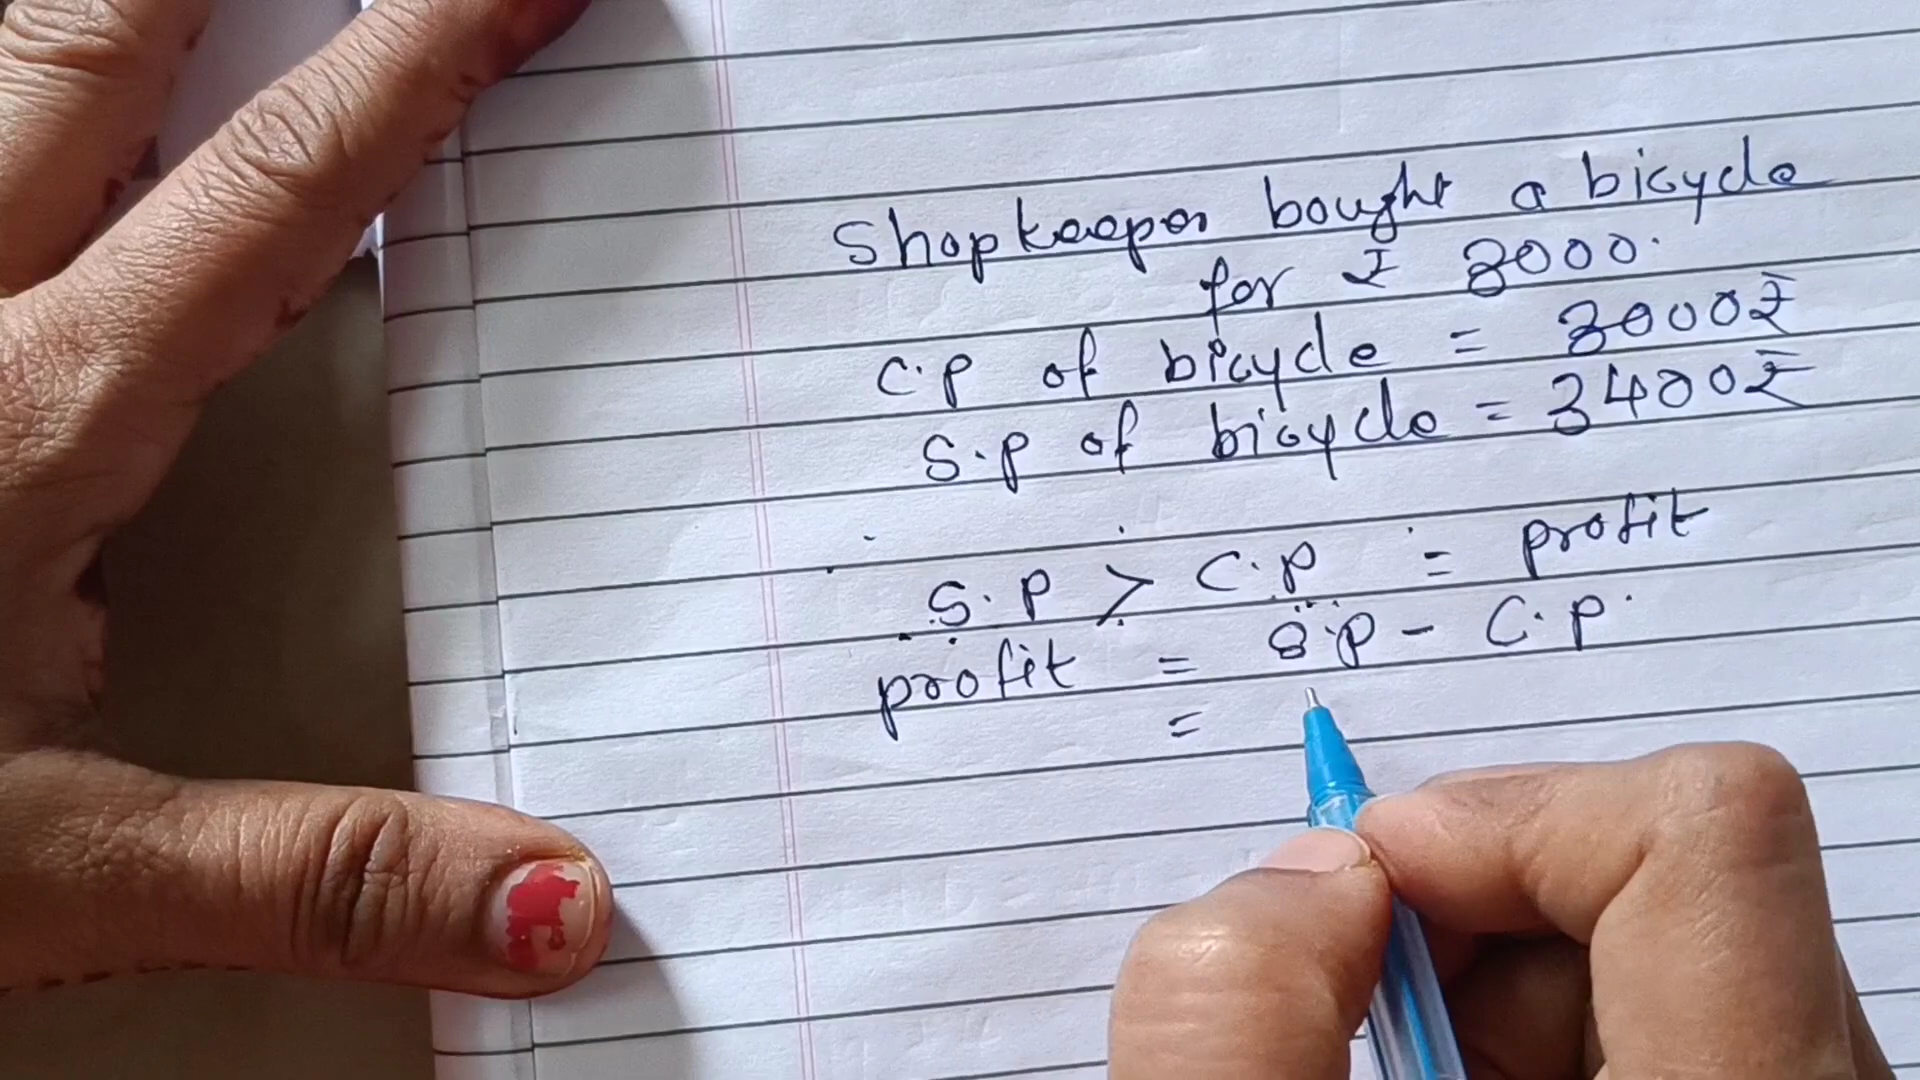 Shopkeeper bought a bicycle
for ₹ 3000.
C.P of bicycle = 3000₹
S.P of bicycle = 3400₹
S.P > C.P = profit
profit = S.P - C.P.
=